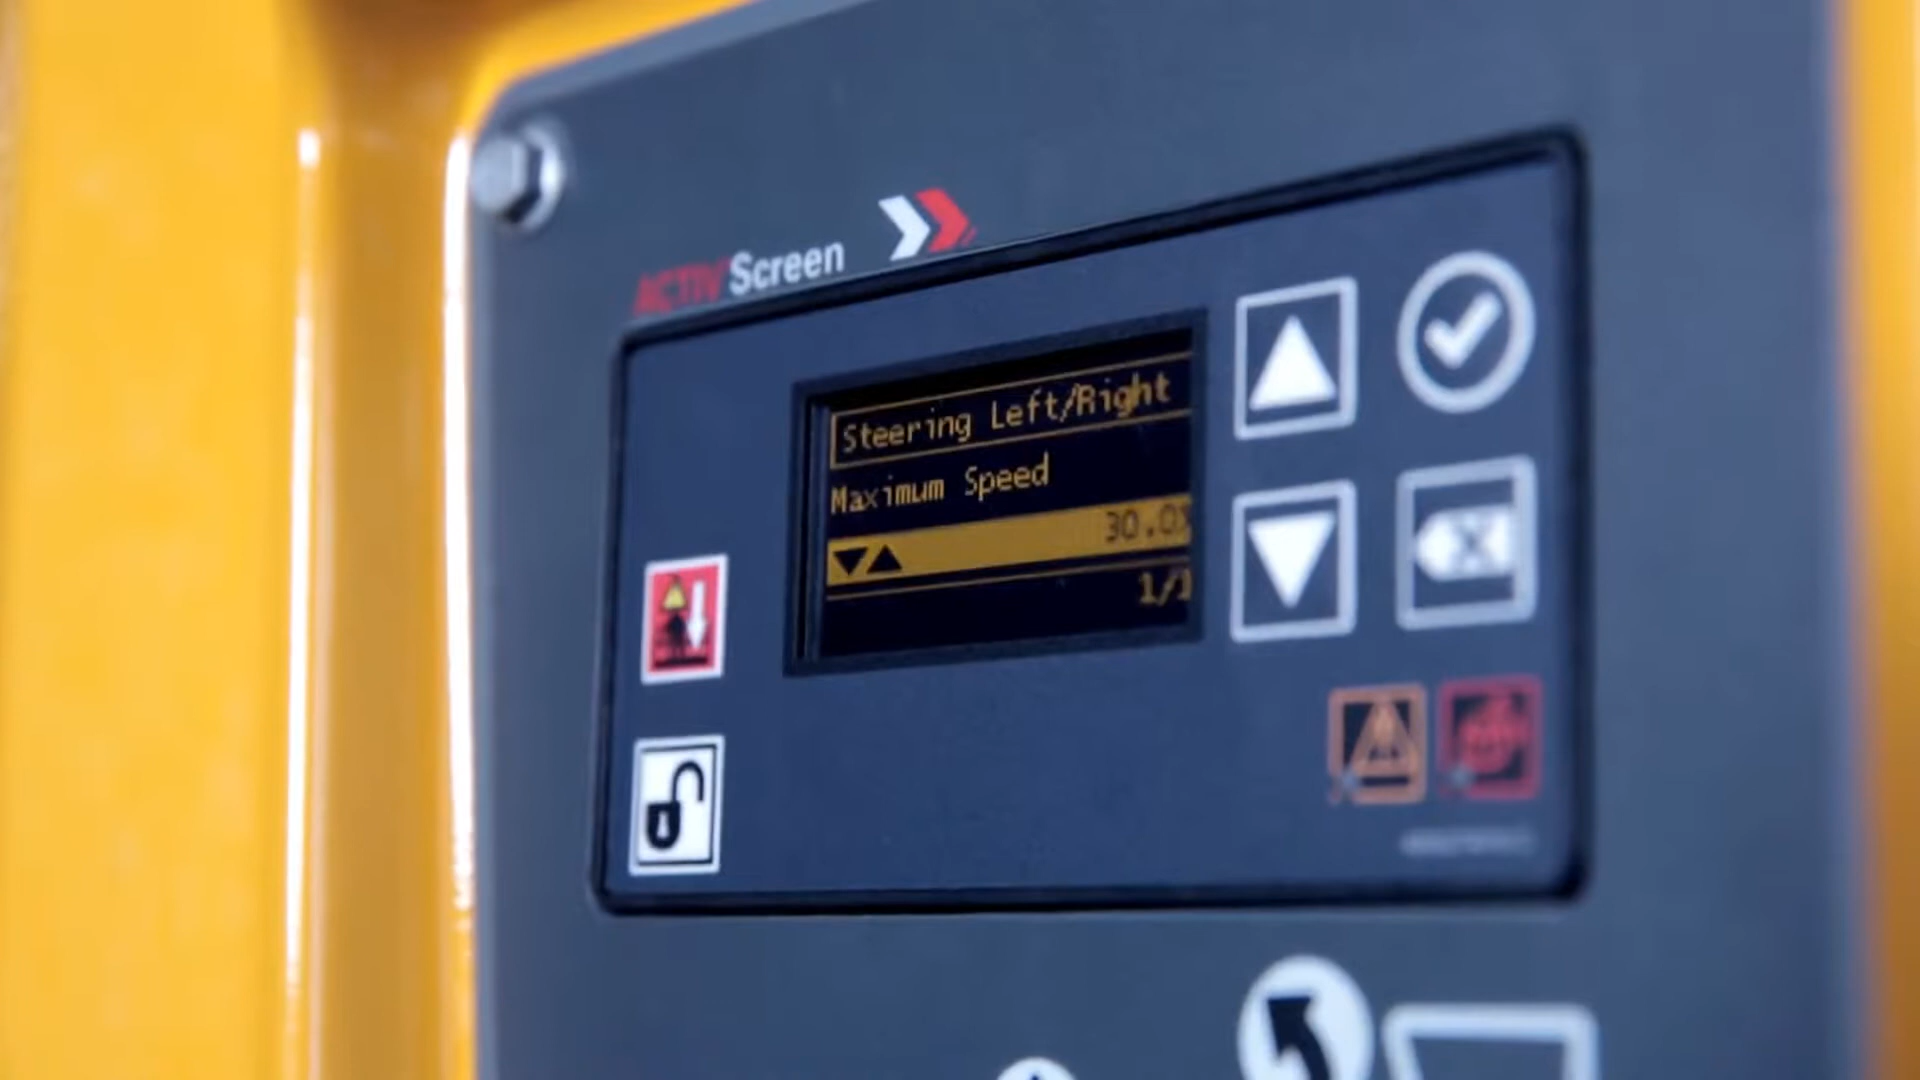 ACTIV'Screen
Steering Left/Right
Maximum Speed
30.0%
1/1